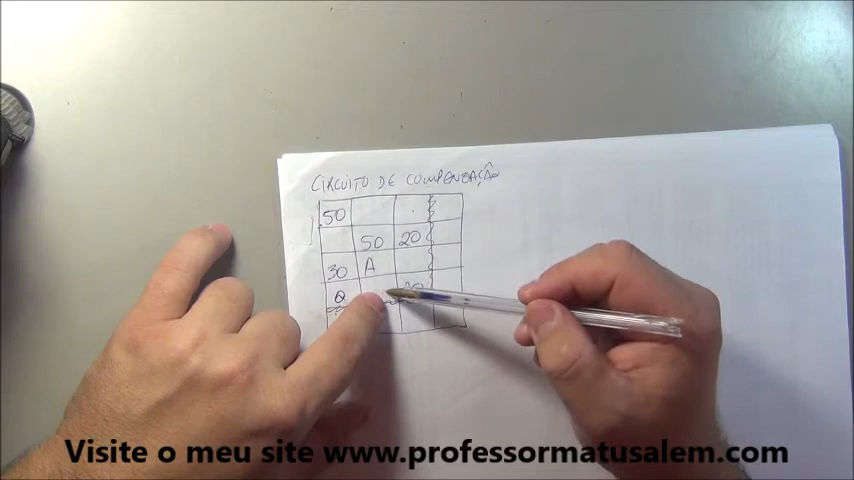 CIRCUITO DE COMPENSAÇÃO
50
50 20
30 A
Visite o meu site www.professormatusalem.com